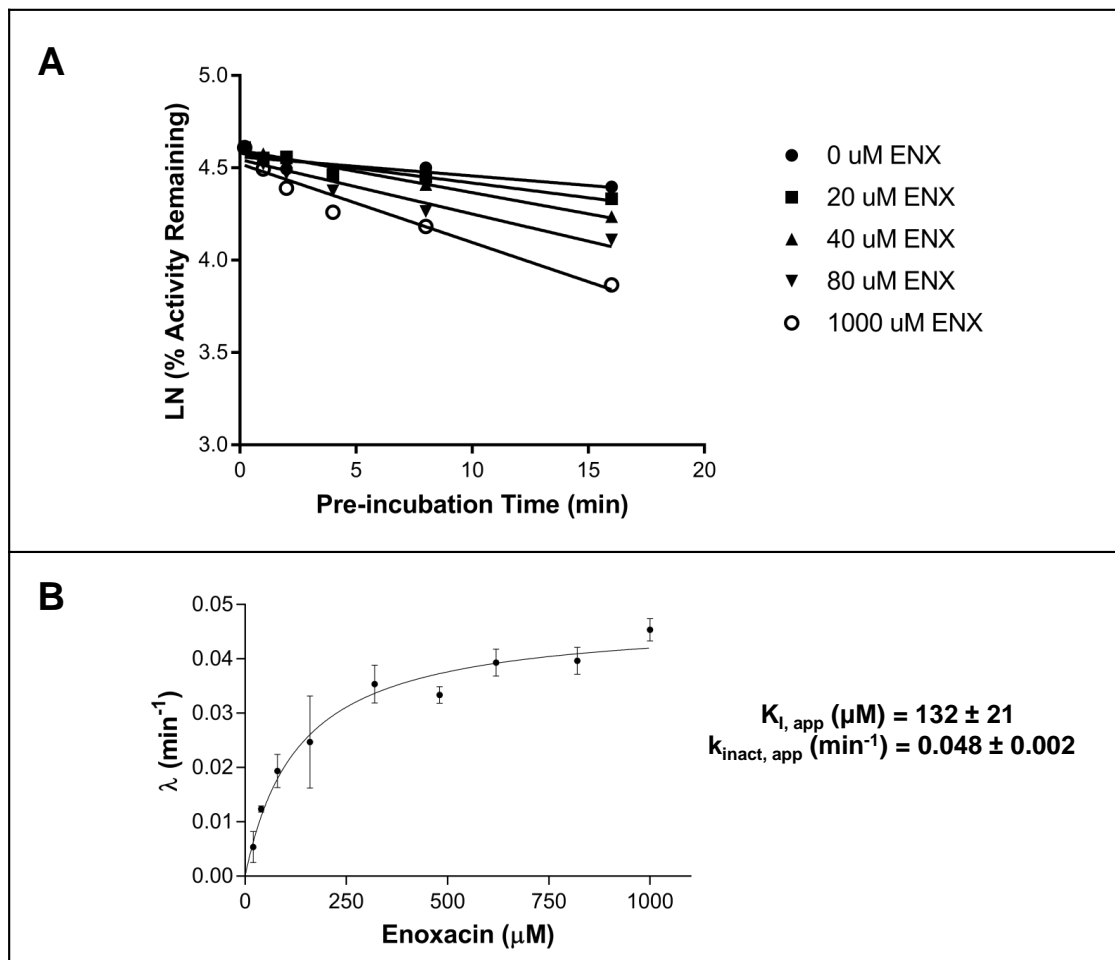 A
LN (% Activity Remaining)
5.0
4.5
4.0
3.5
3.0
0
5
10
15
20
Pre-incubation Time (min)
0 uM ENX
20 uM ENX
40 uM ENX
80 uM ENX
1000 uM ENX
B
λ (min⁻¹)
0.05
0.04
0.03
0.02
0.01
0.00
0
250
500
750
1000
Enoxacin (μM)
K_I, app (μM) = 132 ± 21
k_inact, app (min⁻¹) = 0.048 ± 0.002